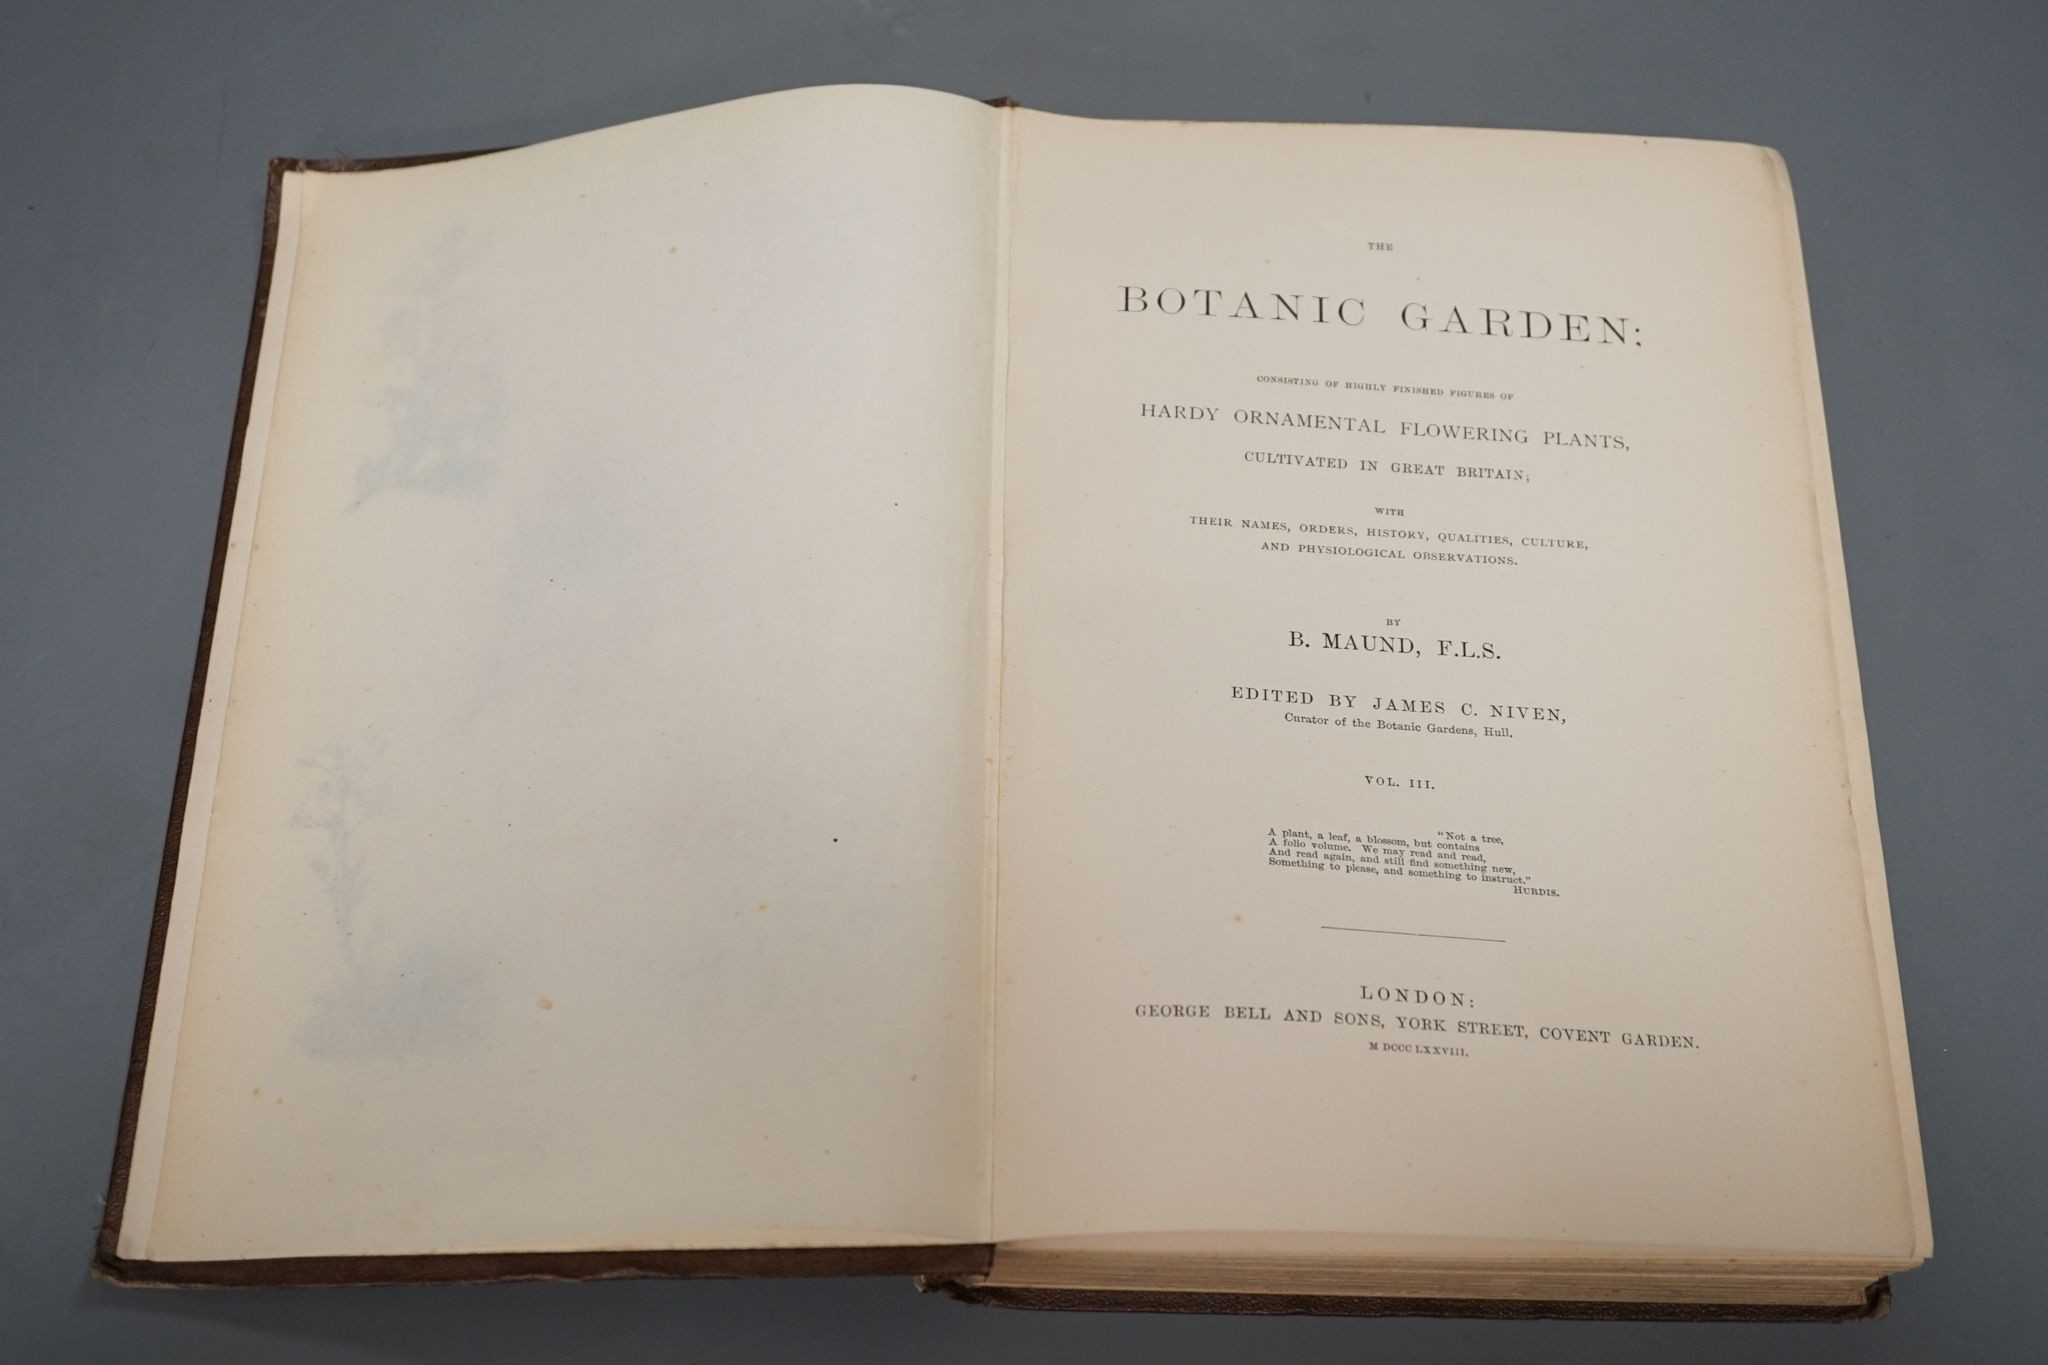 THE
BOTANIC GARDEN;
CONSISTING OF HIGHLY FINISHED FIGURES OF
HARDY ORNAMENTAL FLOWERING PLANTS,
CULTIVATED IN GREAT BRITAIN;
WITH
THEIR NAMES, ORDERS, HISTORY, QUALITIES, CULTURE,
AND PHYSIOLOGICAL OBSERVATIONS.
BY
B. MAUND, F.L.S.
EDITED BY JAMES C. NIVEN,
Curator of the Botanic Gardens, Hull.
VOL. III.
"Not a tree,
A plant, a leaf, a blossom, but contains
A folio volume. We may read and read,
And read again, and still find something new,
Something to please, and something to instruct."
HURDIS.
LONDON:
GEORGE BELL AND SONS, YORK STREET, COVENT GARDEN.
M DCCC LXXVIII.